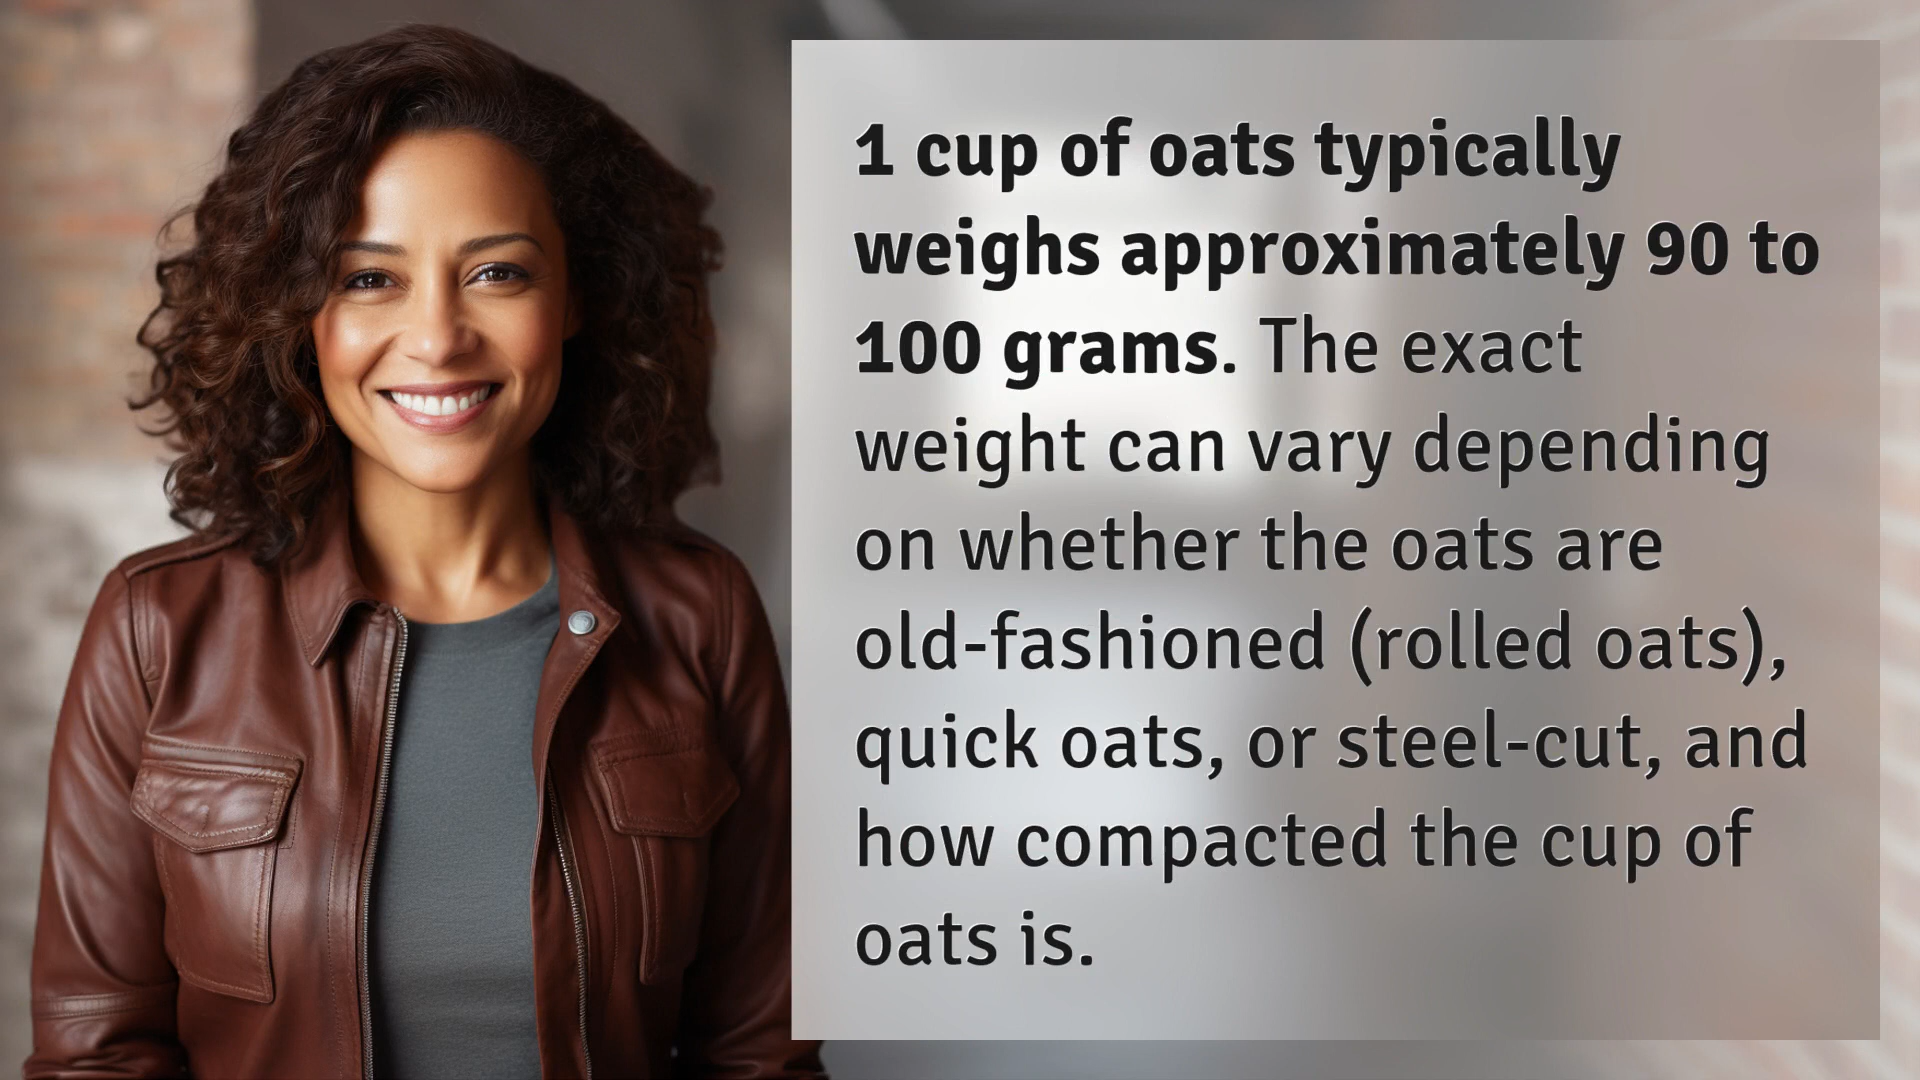 1 cup of oats typically
weighs approximately 90 to
100 grams. The exact
weight can vary depending
on whether the oats are
old-fashioned (rolled oats),
quick oats, or steel-cut, and
how compacted the cup of
oats is.